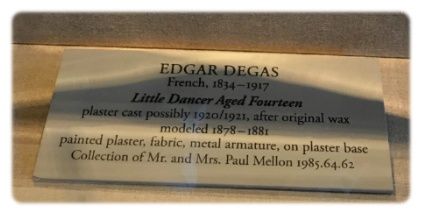 EDGAR DEGAS
French, 1834–1917
Little Dancer Aged Fourteen
plaster cast possibly 1920/1921, after original wax
modeled 1878–1881
painted plaster, fabric, metal armature, on plaster base
Collection of Mr. and Mrs. Paul Mellon 1985.64.62